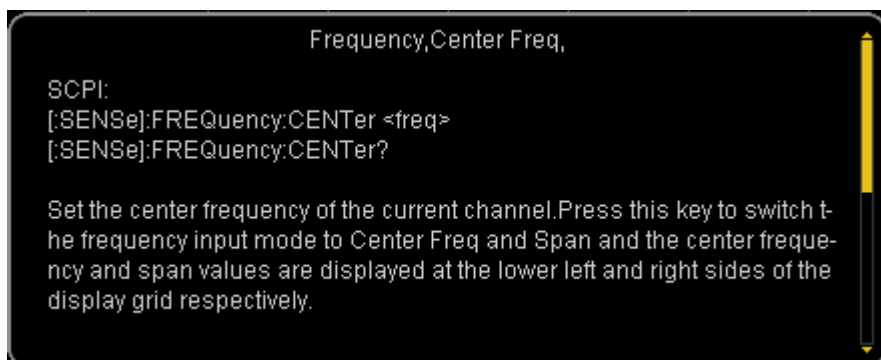 Frequency,Center Freq,
SCPI:
[:SENSe]:FREQuency:CENTer <freq>
[:SENSe]:FREQuency:CENTer?
Set the center frequency of the current channel.Press this key to switch t-
he frequency input mode to Center Freq and Span and the center freque-
ncy and span values are displayed at the lower left and right sides of the
display grid respectively.